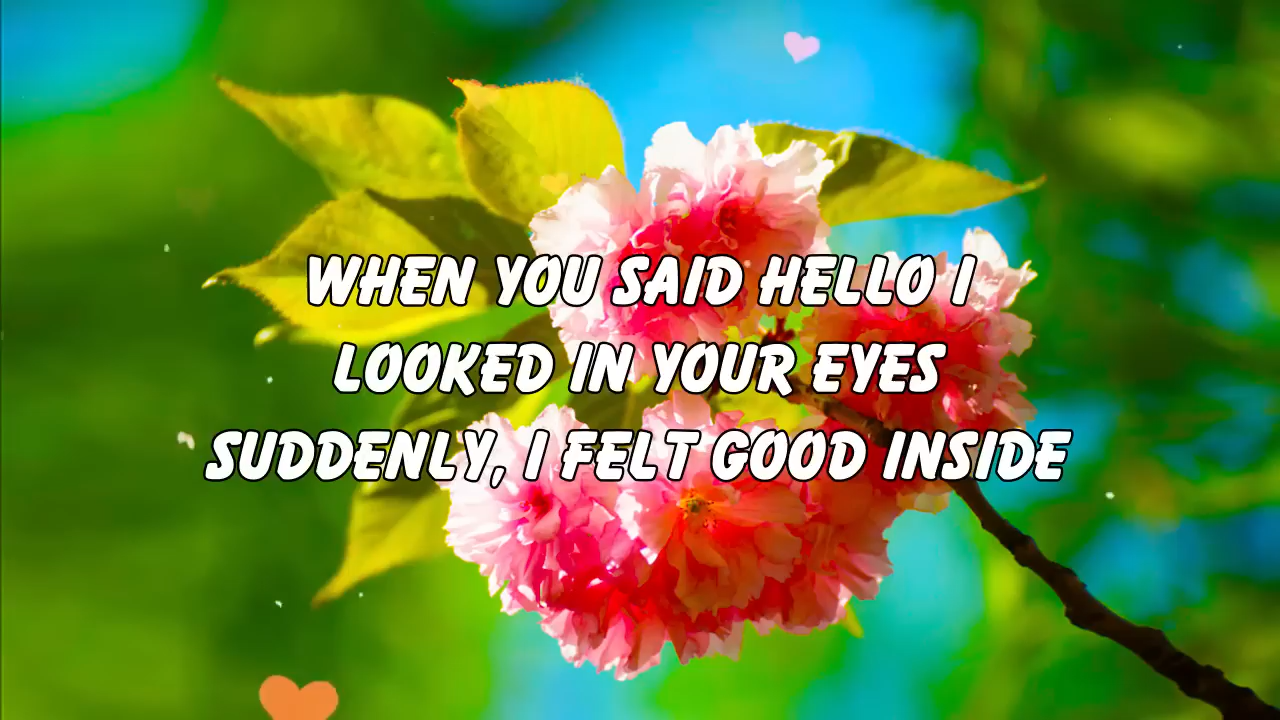 WHEN YOU SAID HELLO I
LOOKED IN YOUR EYES
SUDDENLY, I FELT GOOD INSIDE